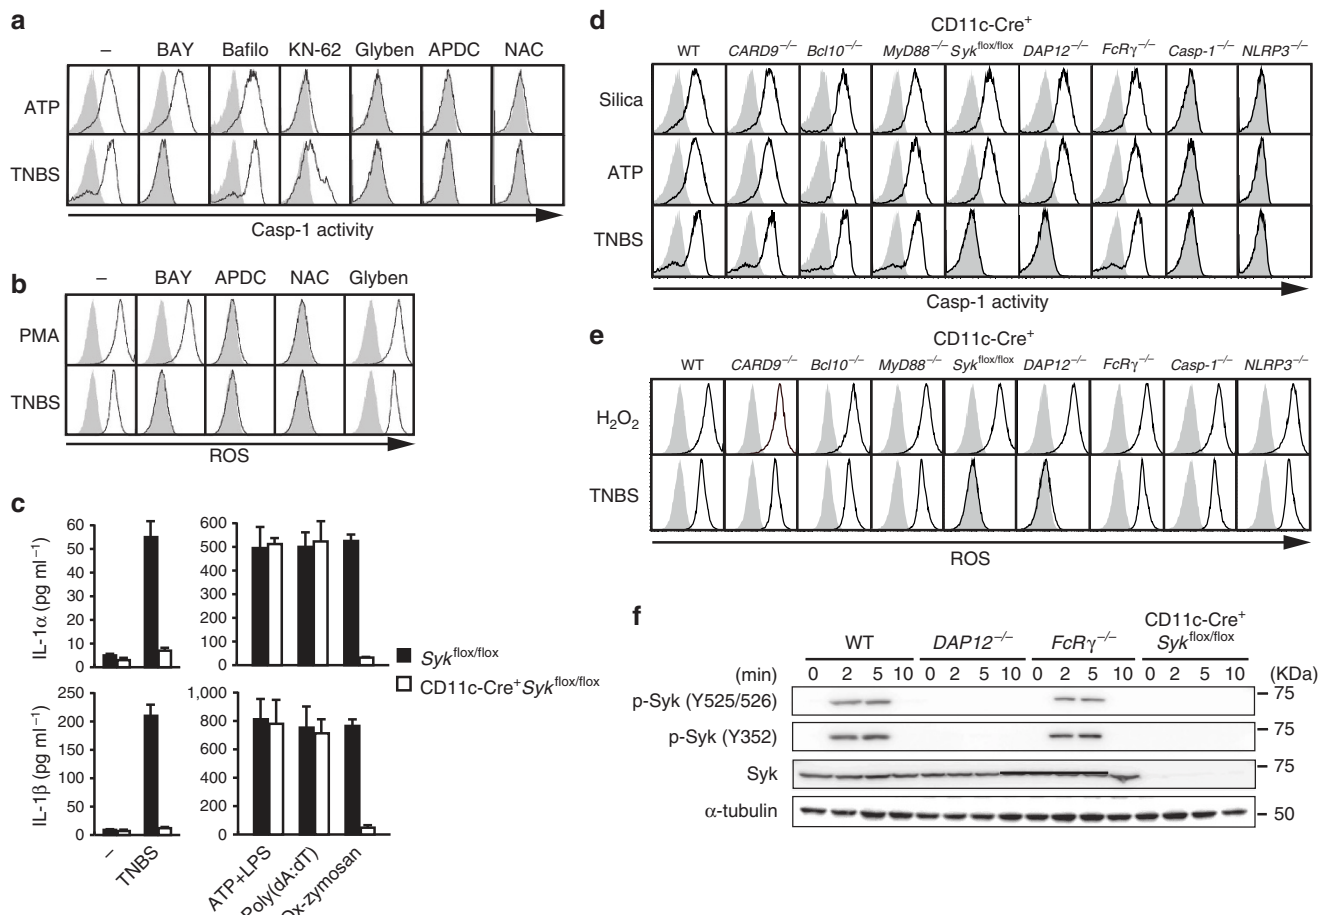 a
– BAY Bafilo KN-62 Glyben APDC NAC
ATP
TNBS
Casp-1 activity
b
– BAY APDC NAC Glyben
PMA
TNBS
ROS
c
IL-1α (pg ml⁻¹)
60
50
40
30
20
10
0
600
500
400
300
200
100
0
IL-1β (pg ml⁻¹)
250
200
150
100
50
0
1,000
800
600
400
200
0
– TNBS
ATP+LPS
Poly(dA:dT)
Ox-zymosan
Syk^flox/flox
CD11c-Cre⁺Syk^flox/flox
d
CD11c-Cre⁺
WT CARD9⁻/⁻ Bcl10⁻/⁻ MyD88⁻/⁻ Syk^flox/flox DAP12⁻/⁻ FcRγ⁻/⁻ Casp-1⁻/⁻ NLRP3⁻/⁻
Silica
ATP
TNBS
Casp-1 activity
e
CD11c-Cre⁺
WT CARD9⁻/⁻ Bcl10⁻/⁻ MyD88⁻/⁻ Syk^flox/flox DAP12⁻/⁻ FcRγ⁻/⁻ Casp-1⁻/⁻ NLRP3⁻/⁻
H₂O₂
TNBS
ROS
f
CD11c-Cre⁺
WT DAP12⁻/⁻ FcRγ⁻/⁻ Syk^flox/flox
(min) 0 2 5 10 0 2 5 10 0 2 5 10 0 2 5 10 (KDa)
p-Syk (Y525/526) 75
p-Syk (Y352) 75
Syk 75
α-tubulin 50